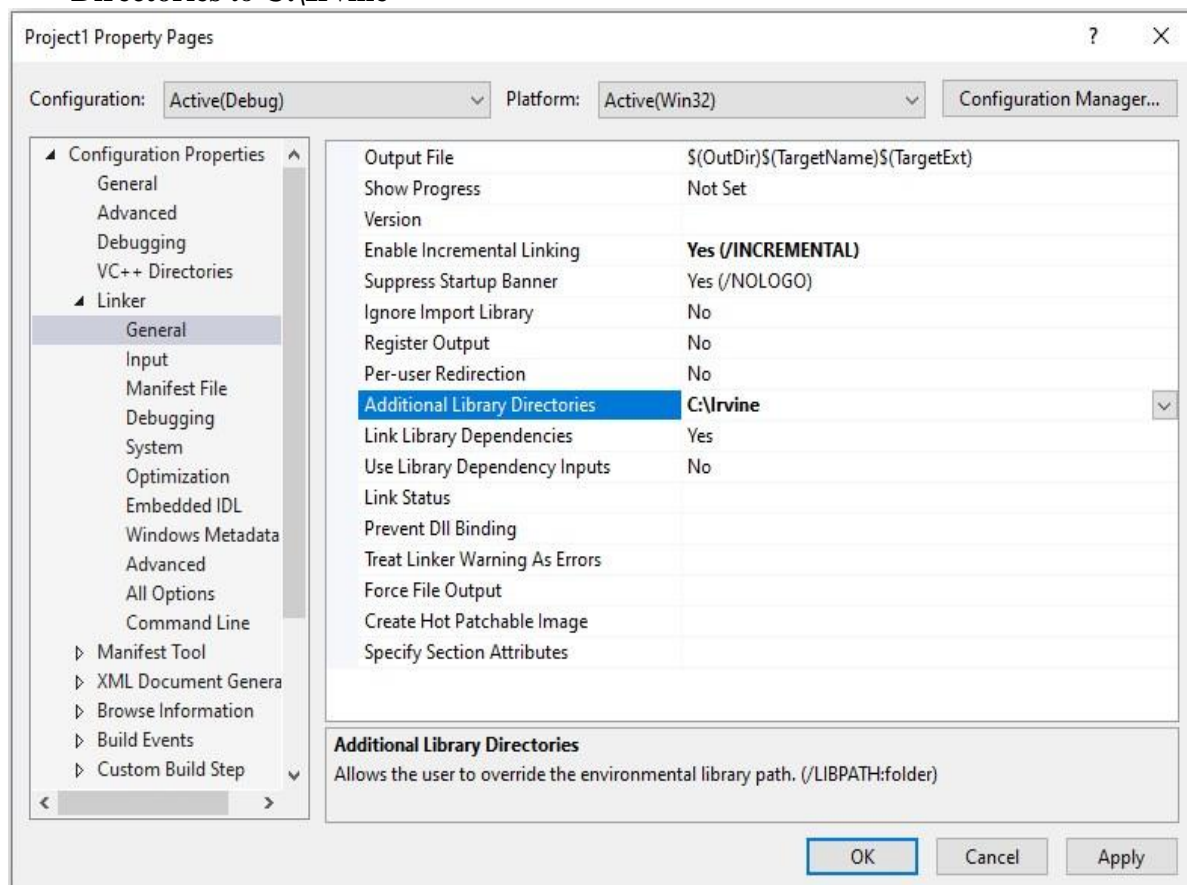 Directories to C:\Irvine
Project1 Property Pages
?
Configuration: Active(Debug) Platform: Active(Win32) Configuration Manager...
Configuration Properties
General
Advanced
Debugging
VC++ Directories
Linker
General
Input
Manifest File
Debugging
System
Optimization
Embedded IDL
Windows Metadata
Advanced
All Options
Command Line
Manifest Tool
XML Document Genera
Browse Information
Build Events
Custom Build Step
Output File $(OutDir)$(TargetName)$(TargetExt)
Show Progress Not Set
Version
Enable Incremental Linking Yes (/INCREMENTAL)
Suppress Startup Banner Yes (/NOLOGO)
Ignore Import Library No
Register Output No
Per-user Redirection No
Additional Library Directories C:\Irvine
Link Library Dependencies Yes
Use Library Dependency Inputs No
Link Status
Prevent Dll Binding
Treat Linker Warning As Errors
Force File Output
Create Hot Patchable Image
Specify Section Attributes
Additional Library Directories
Allows the user to override the environmental library path. (/LIBPATH:folder)
OK Cancel Apply